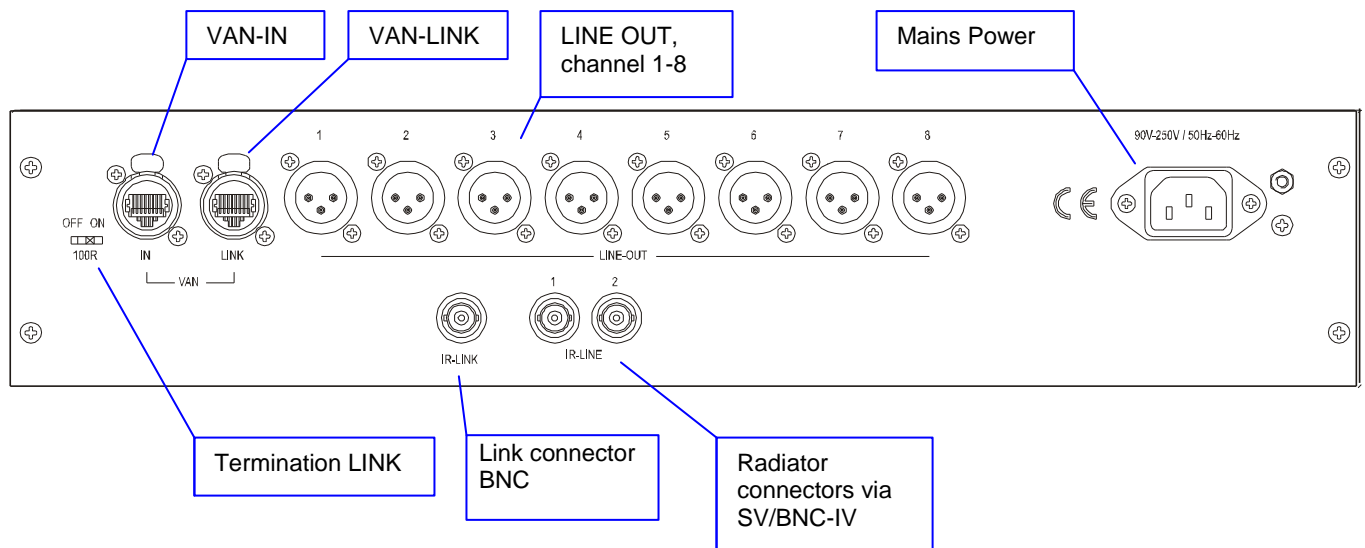 VAN-IN
VAN-LINK
LINE OUT,
channel 1-8
Mains Power
1 2 3 4 5 6 7 8
90V-250V / 50Hz-60Hz
CE
OFF ON
100R
IN
LINK
VAN
LINE-OUT
1 2
IR-LINK
IR-LINE
Termination LINK
Link connector
BNC
Radiator
connectors via
SV/BNC-IV